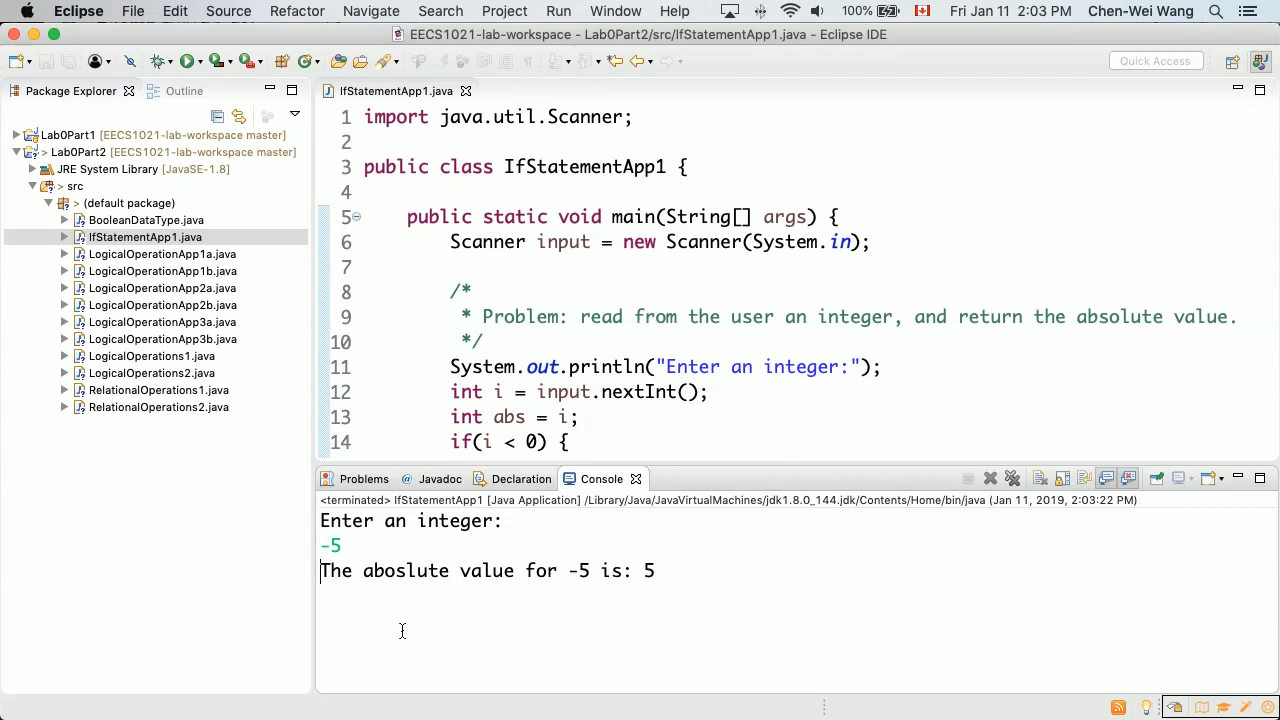 Eclipse File Edit Source Refactor Navigate Search Project Run Window Help 100% Fri Jan 11 2:03 PM Chen-Wei Wang
EECS1021-lab-workspace - Lab0Part2/src/IfStatementApp1.java - Eclipse IDE
Quick Access
Package Explorer Outline
Lab0Part1 [EECS1021-lab-workspace master]
> Lab0Part2 [EECS1021-lab-workspace master]
JRE System Library [JavaSE-1.8]
> src
> (default package)
BooleanDataType.java
IfStatementApp1.java
LogicalOperationApp1a.java
LogicalOperationApp1b.java
LogicalOperationApp2a.java
LogicalOperationApp2b.java
LogicalOperationApp3a.java
LogicalOperationApp3b.java
LogicalOperations1.java
LogicalOperations2.java
RelationalOperations1.java
RelationalOperations2.java
IfStatementApp1.java
1 import java.util.Scanner;
2
3 public class IfStatementApp1 {
4
5 public static void main(String[] args) {
6 Scanner input = new Scanner(System.in);
7
8 /*
9 * Problem: read from the user an integer, and return the absolute value.
10 */
11 System.out.println("Enter an integer:");
12 int i = input.nextInt();
13 int abs = i;
14 if(i < 0) {
Problems @ Javadoc Declaration Console
<terminated> IfStatementApp1 [Java Application] /Library/Java/JavaVirtualMachines/jdk1.8.0_144.jdk/Contents/Home/bin/java (Jan 11, 2019, 2:03:22 PM)
Enter an integer:
-5
The aboslute value for -5 is: 5